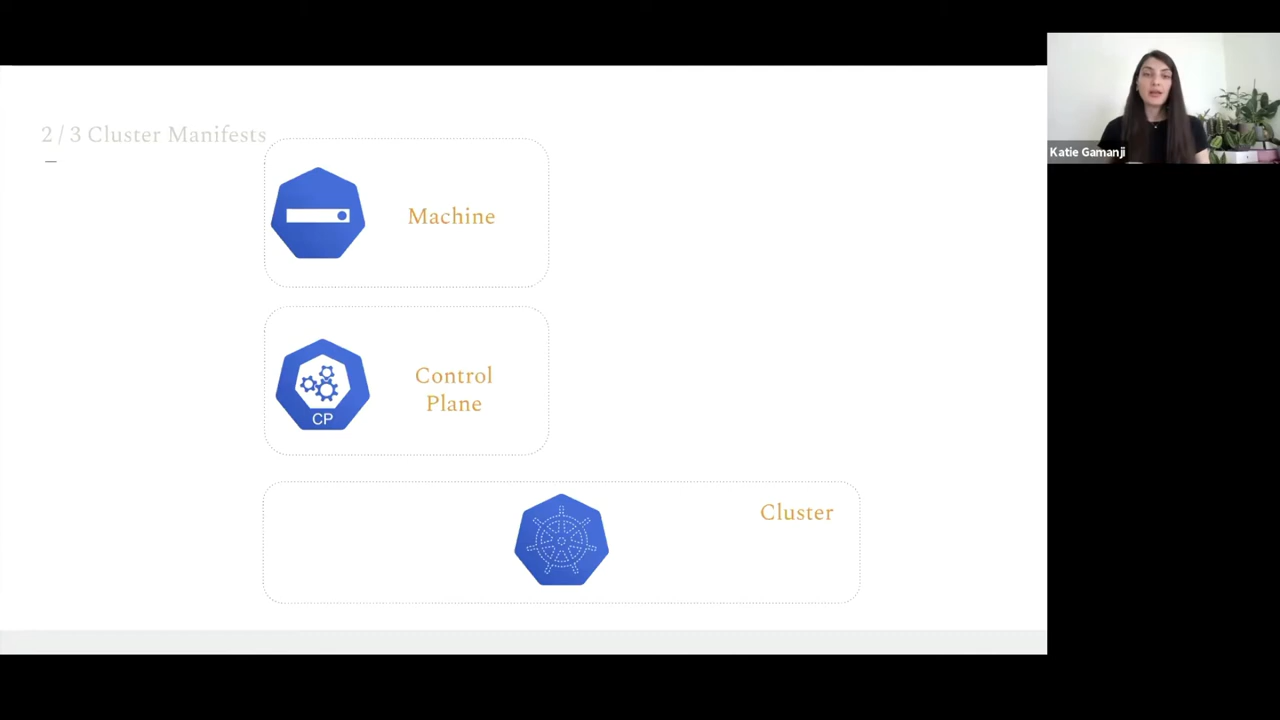 2 / 3 Cluster Manifests
Machine
Control
Plane
CP
Cluster
Katie Gamanji